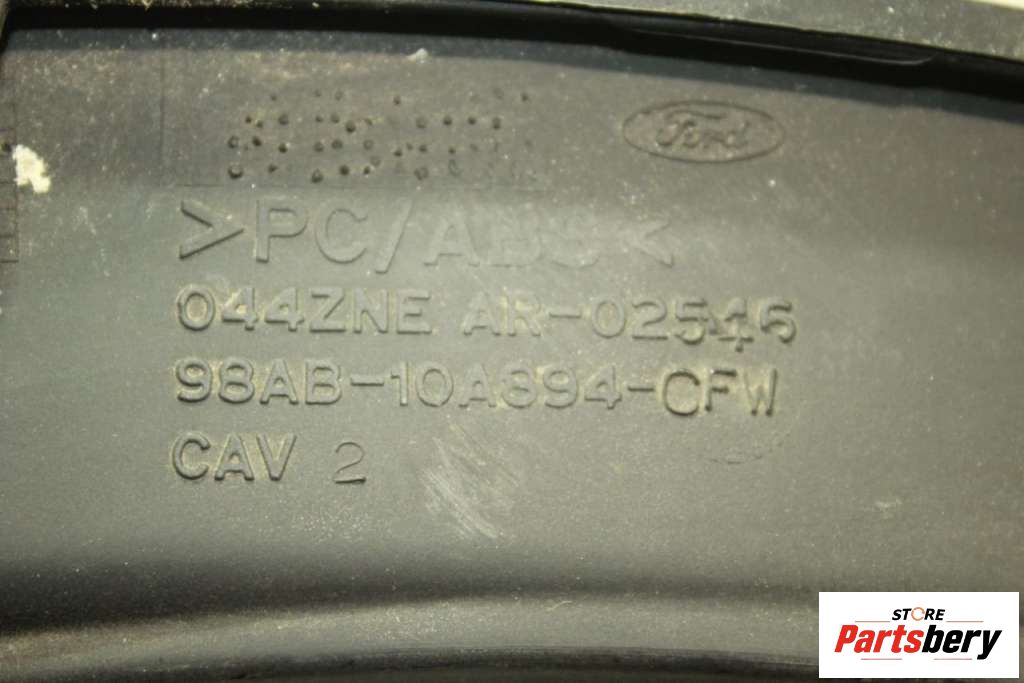 Ford
>PC/ABS<
044ZNE AR-02546
98AB-10A894-CFW
CAV 2
STORE
Partsbery